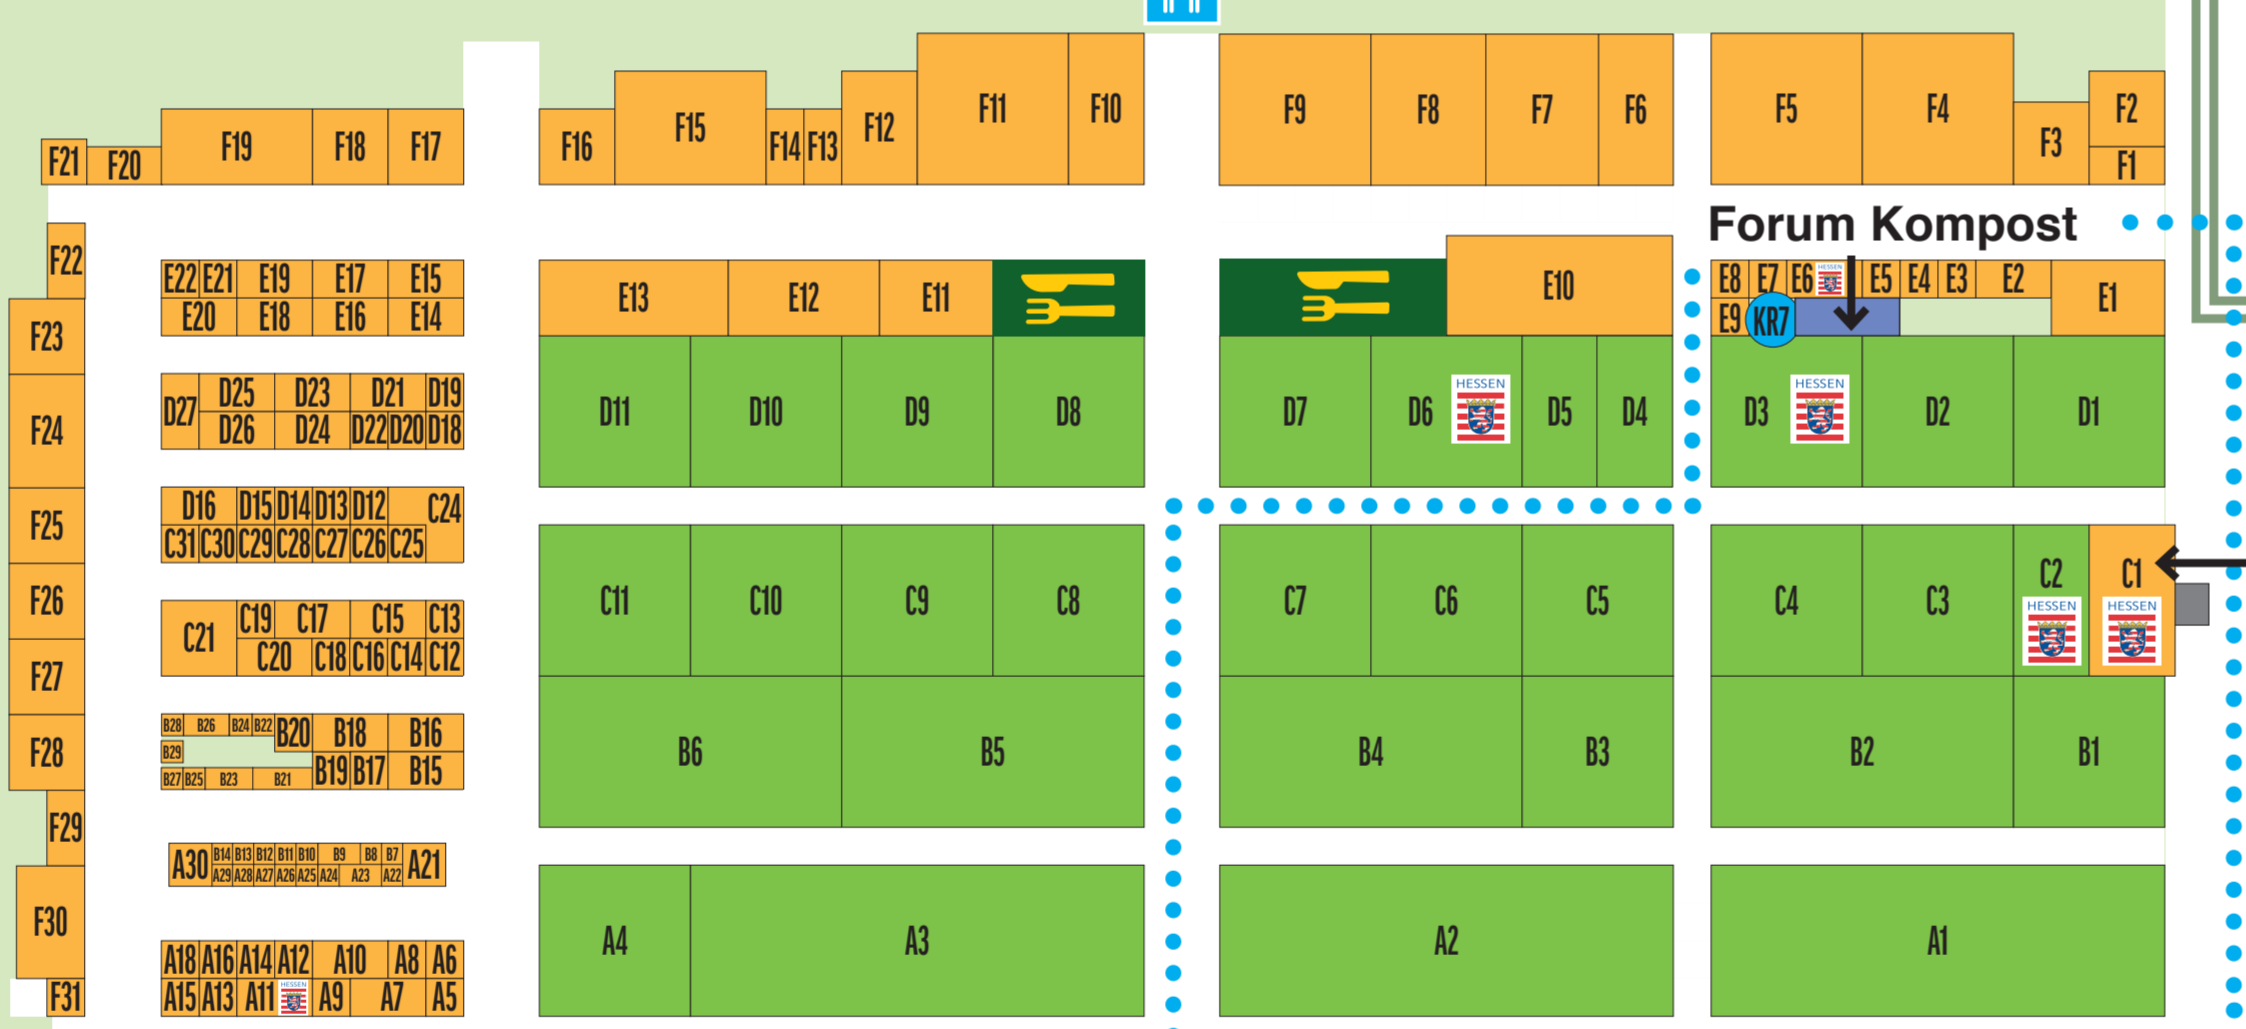 F21 F20 F19 F18 F17 F16 F15 F14 F13 F12 F11 F10 F9 F8 F7 F6 F5 F4 F3 F2
F1
Forum Kompost
F22
E22 E21 E19 E17 E15
E20 E18 E16 E14
E13 E12 E11 E10
E8 E7 E6 HESSEN E5 E4 E3 E2 E1
E9 KR7
F23
D27 D25 D23 D21 D19
D26 D24 D22 D20 D18
D11 D10 D9 D8 D7 D6 HESSEN D5 D4 D3 HESSEN D2 D1
F24
F25
D16 D15 D14 D13 D12 C24
C31 C30 C29 C28 C27 C26 C25
F26
C21 C19 C17 C15 C13
C20 C18 C16 C14 C12
C11 C10 C9 C8 C7 C6 C5 C4 C3 C2 C1
HESSEN HESSEN
F27
F28
B28 B26 B24 B22 B20 B18 B16
B29
B27 B25 B23 B21 B19 B17 B15
B6 B5 B4 B3 B2 B1
F29
A30 B14 B13 B12 B11 B10 B9 B8 B7 A21
A29 A28 A27 A26 A25 A24 A23 A22
F30
A18 A16 A14 A12 A10 A8 A6
A4 A3 A2 A1
F31
A15 A13 A11 HESSEN A9 A7 A5